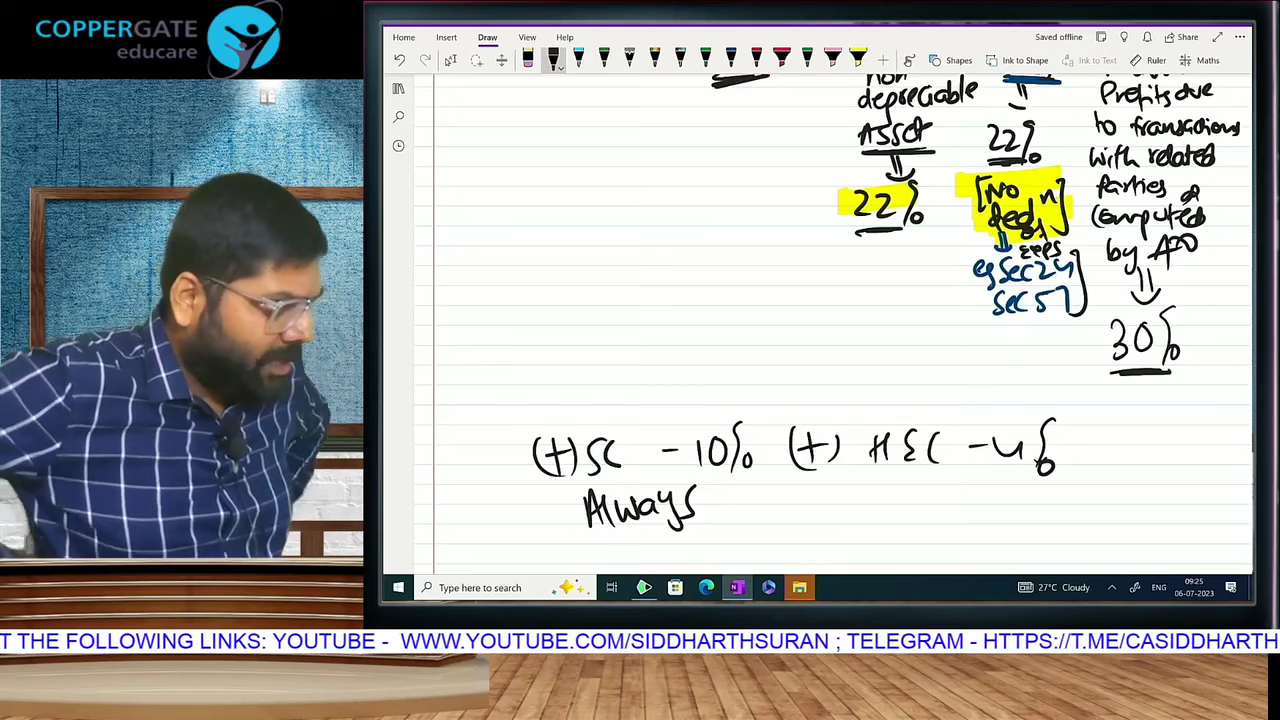 COPPERGATE
educare
Home Insert Draw View Help
Saved offline
Share
Shapes
Ink to Shape
Ink to Text
Ruler
Maths
non
depreciable
Asset
22%
22%
[No dedn
of
exps]
eg Sec 24
Sec 57
Profits due
to transactions
with related
Parties &
Computed
by A"O
30%
(+) SC - 10% (+) HEC - 4%
Always
Type here to search
27°C Cloudy
ENG
09:25
06-07-2023
T THE FOLLOWING LINKS: YOUTUBE - WWW.YOUTUBE.COM/SIDDHARTHSURAN ; TELEGRAM - HTTPS://T.ME/CASIDDHARTH